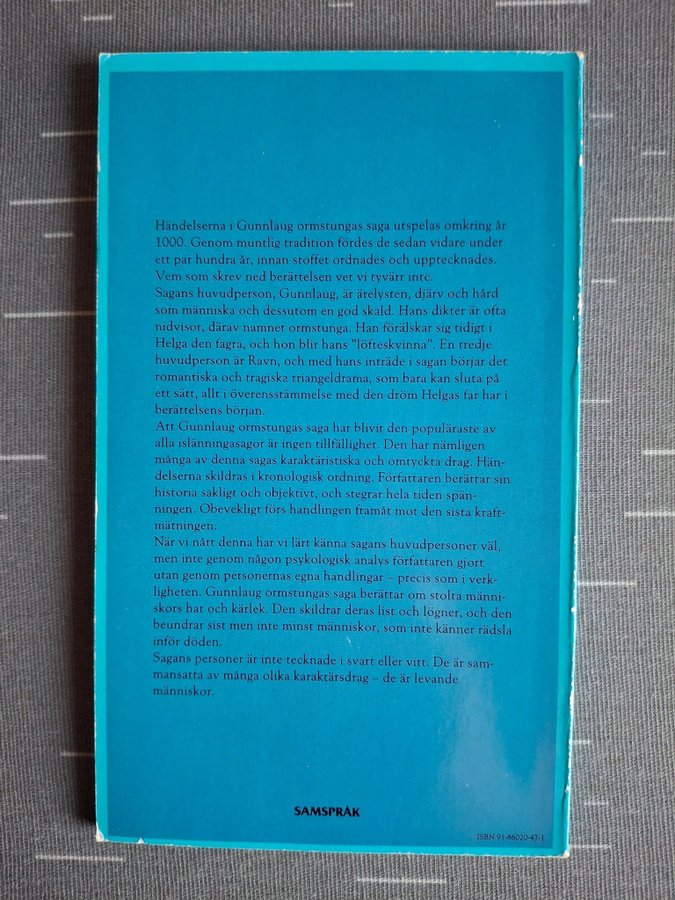 Händelserna i Gunnlaug ormstungas saga utspelas omkring år
1000. Genom muntlig tradition fördes de sedan vidare under
ett par hundra år, innan stoffet ordnades och upptecknades.
Vem som skrev ned berättelsen vet vi tyvärr inte.
Sagans huvudperson, Gunnlaug, är ärelysten, djärv och hård
som människa och dessutom en god skald. Hans dikter är ofta
nidvisor, därav namnet ormstunga. Han förälskar sig tidigt i
Helga den fagra, och hon blir hans "löfteskvinna". En tredje
huvudperson är Ravn, och med hans inträde i sagan börjar det
romantiska och tragiska triangeldrama, som bara kan sluta på
ett sätt, allt i överensstämmelse med den dröm Helgas far har i
berättelsens början.
Att Gunnlaug ormstungas saga har blivit den populäraste av
alla islänningasagor är ingen tillfällighet. Den har nämligen
många av denna sagas karaktäristiska och omtyckta drag. Hän-
delserna skildras i kronologisk ordning. Författaren berättar sin
historia sakligt och objektivt, och stegrar hela tiden spän-
ningen. Obevekligt förs handlingen framåt mot den sista kraft-
mätningen.
När vi nått denna har vi lärt känna sagans huvudpersoner väl,
men inte genom någon psykologisk analys författaren gjort
utan genom personernas egna handlingar – precis som i verk-
ligheten. Gunnlaug ormstungas saga berättar om stolta männi-
skors hat och kärlek. Den skildrar deras list och lögner, och den
beundrar sist men inte minst människor, som inte känner rädsla
inför döden.
Sagans personer är inte tecknade i svart eller vitt. De är sam-
mansatta av många olika karaktärsdrag – de är levande
människor.
SAMSPRÅK
ISBN 91-86020-47-1